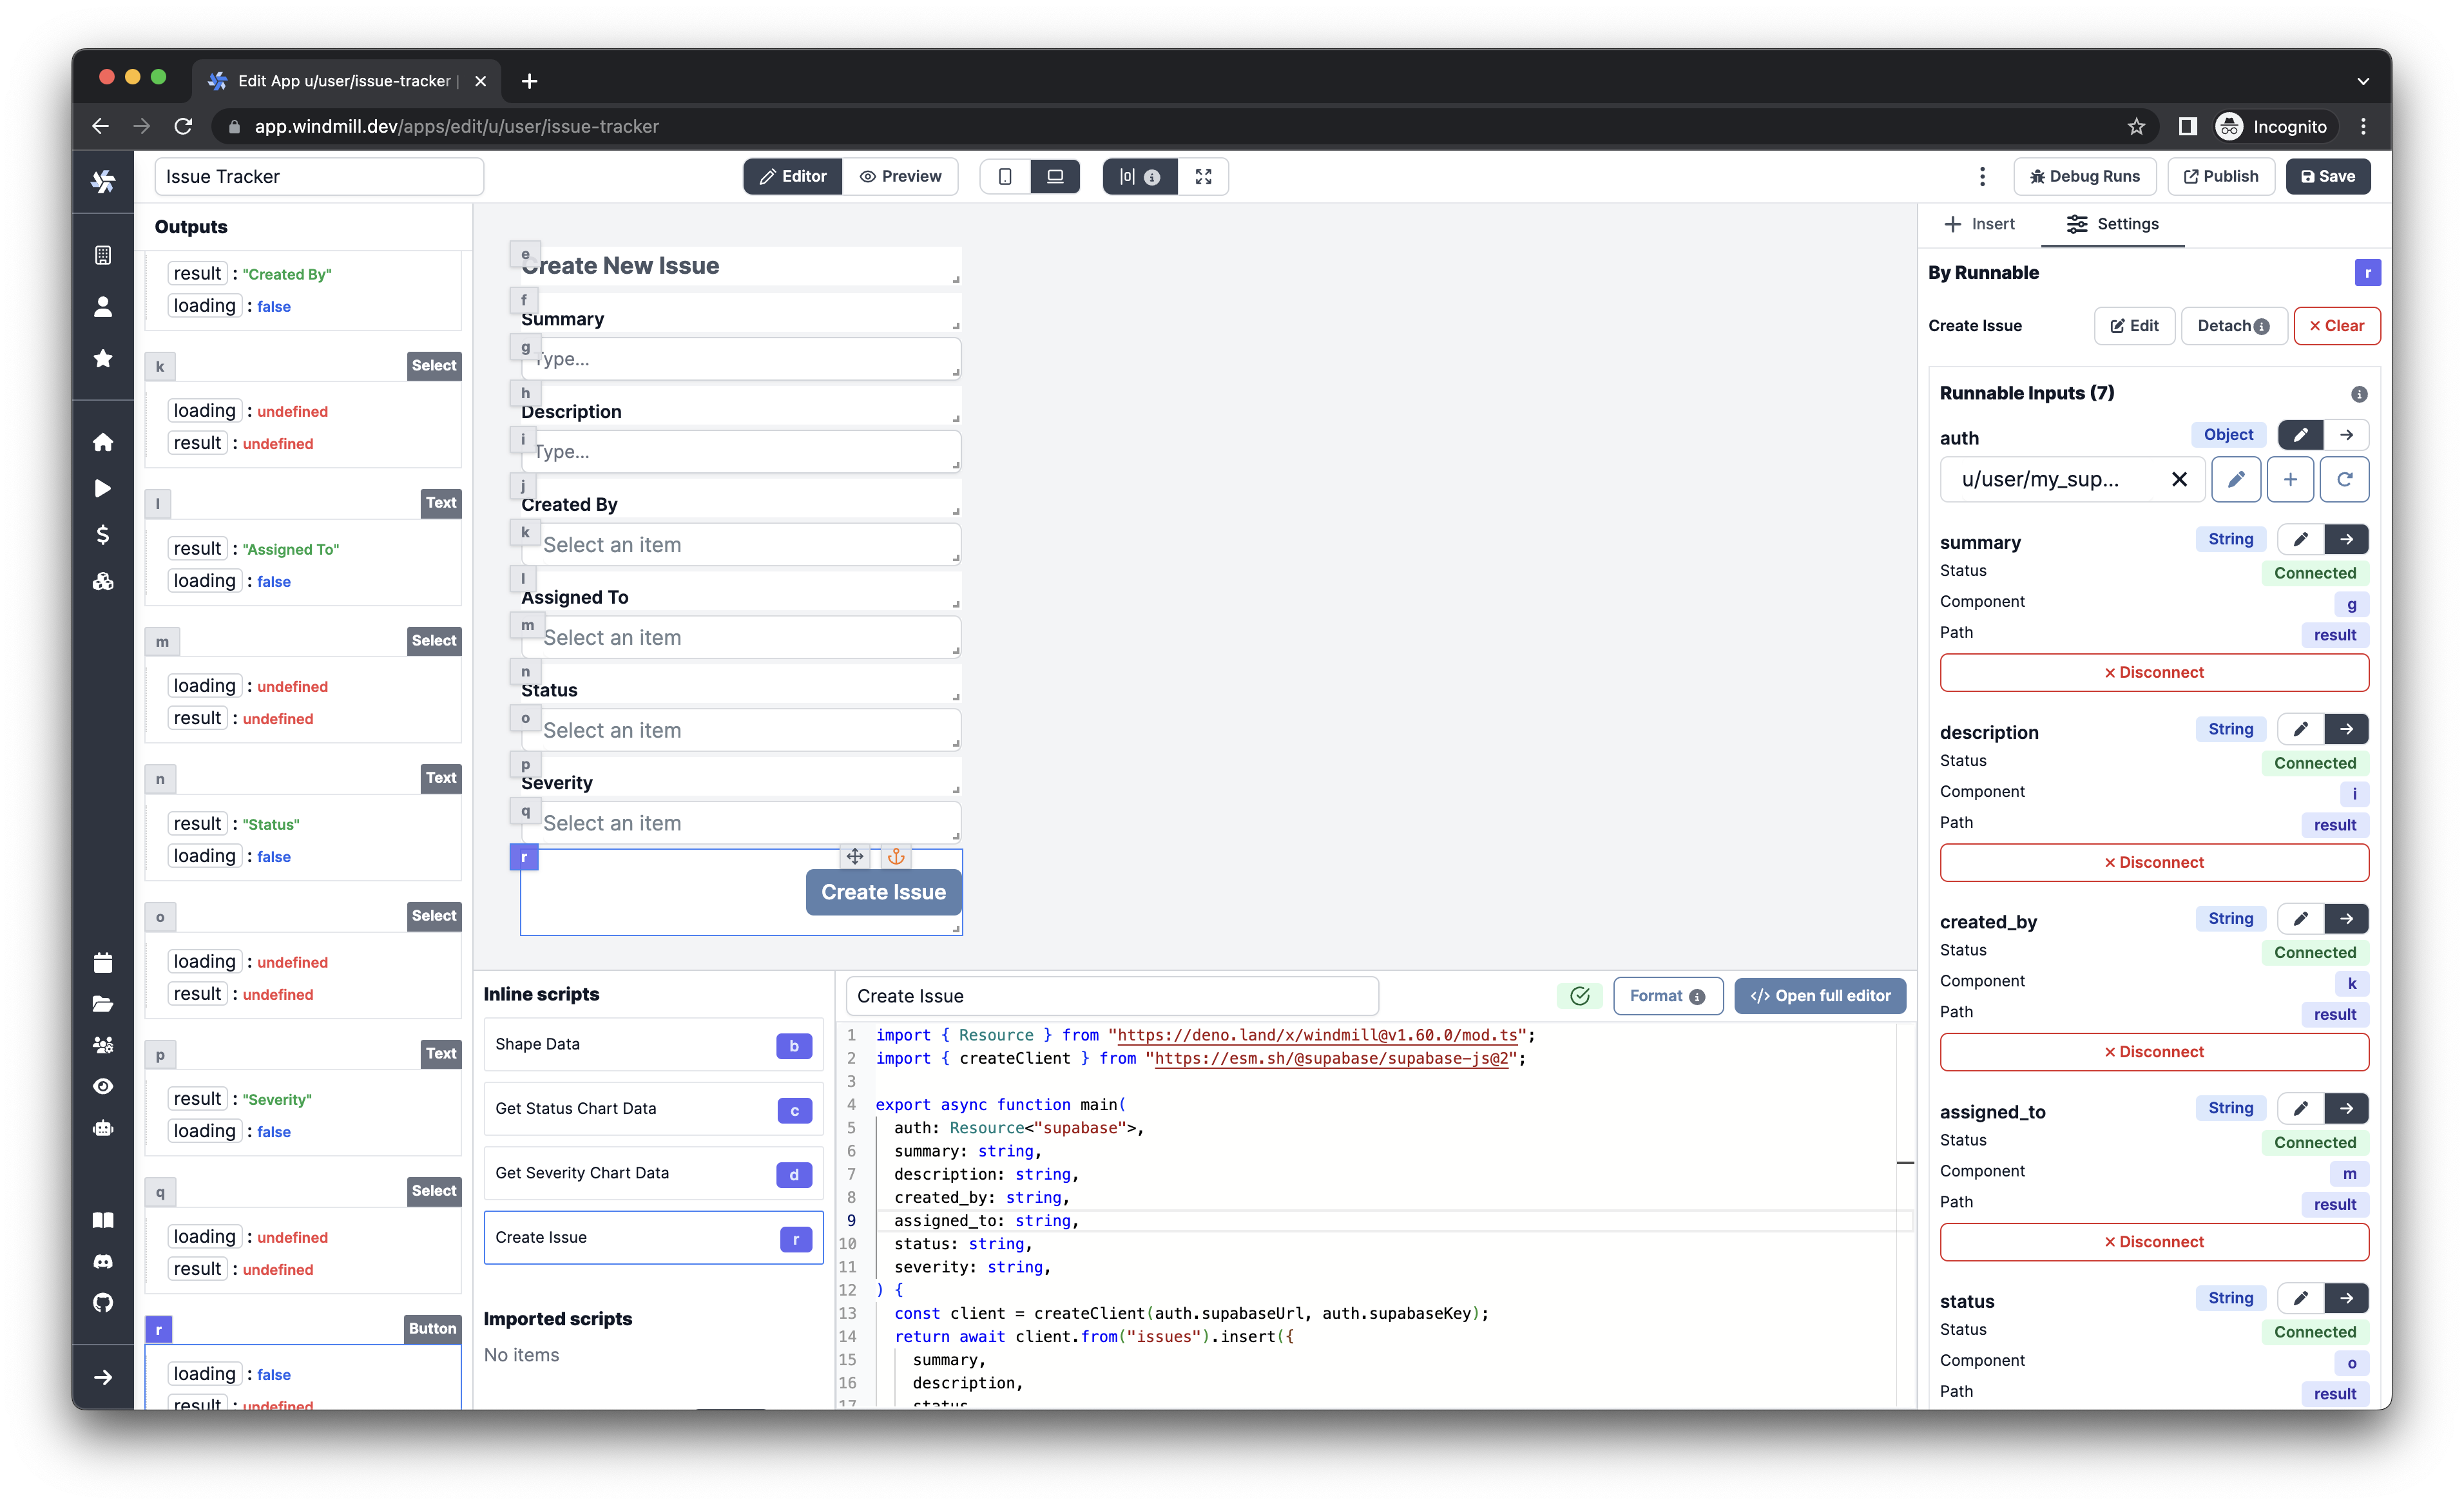 Edit App u/user/issue-tracker |
app.windmill.dev/apps/edit/u/user/issue-tracker
Incognito
Issue Tracker
Editor
Preview
Debug Runs
Publish
Save
Outputs
result : "Created By"
loading : false
k
Select
loading : undefined
result : undefined
l
Text
result : "Assigned To"
loading : false
m
Select
loading : undefined
result : undefined
n
Text
result : "Status"
loading : false
o
Select
loading : undefined
result : undefined
p
Text
result : "Severity"
loading : false
q
Select
loading : undefined
result : undefined
r
Button
loading : false
result : undefined
e
Create New Issue
f
Summary
g
Type...
h
Description
i
Type...
j
Created By
k
Select an item
l
Assigned To
m
Select an item
n
Status
o
Select an item
p
Severity
q
Select an item
r
Create Issue
Inline scripts
Shape Data
b
Get Status Chart Data
c
Get Severity Chart Data
d
Create Issue
r
Imported scripts
No items
Create Issue
Format
</> Open full editor
1 import { Resource } from "https://deno.land/x/windmill@v1.60.0/mod.ts";
2 import { createClient } from "https://esm.sh/@supabase/supabase-js@2";
3
4 export async function main(
5 auth: Resource<"supabase">,
6 summary: string,
7 description: string,
8 created_by: string,
9 assigned_to: string,
10 status: string,
11 severity: string,
12 ) {
13 const client = createClient(auth.supabaseUrl, auth.supabaseKey);
14 return await client.from("issues").insert({
15 summary,
16 description,
17 status
Insert
Settings
By Runnable
r
Create Issue
Edit
Detach
Clear
Runnable Inputs (7)
auth
Object
u/user/my_sup...
summary
String
Status
Connected
Component
g
Path
result
Disconnect
description
String
Status
Connected
Component
i
Path
result
Disconnect
created_by
String
Status
Connected
Component
k
Path
result
Disconnect
assigned_to
String
Status
Connected
Component
m
Path
result
Disconnect
status
String
Status
Connected
Component
o
Path
result